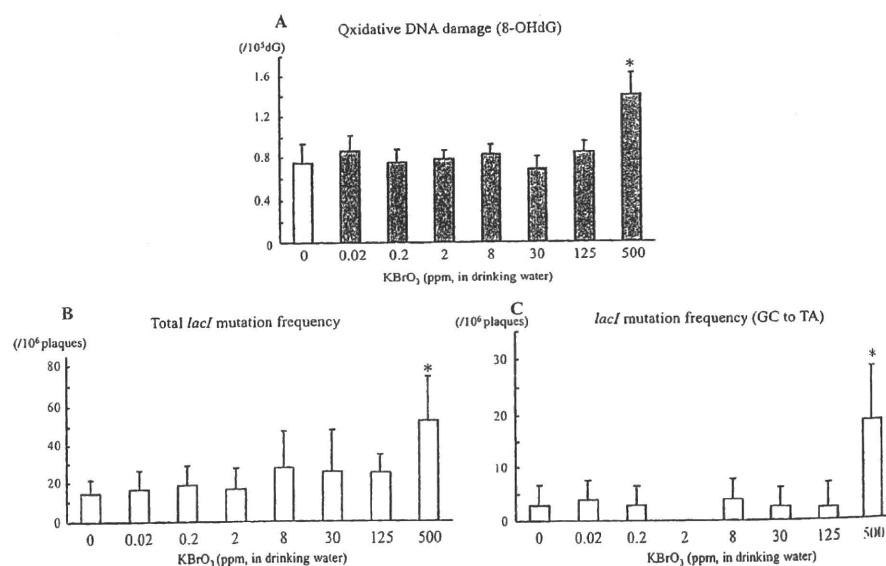 A
Qxidative DNA damage (8-OHdG)
(/10⁵dG)
1.6
1.2
0.8
0.4
0
*
0 0.02 0.2 2 8 30 125 500
KBrO₃ (ppm, in drinking water)
B
Total lacI mutation frequency
(/10⁶ plaques)
80
60
40
20
0
*
0 0.02 0.2 2 8 30 125 500
KBrO₃ (ppm, in drinking water)
C
lacI mutation frequency (GC to TA)
(/10⁶ plaques)
30
20
10
0
*
0 0.02 0.2 2 8 30 125 500
KBrO₃ (ppm, in drinking water)